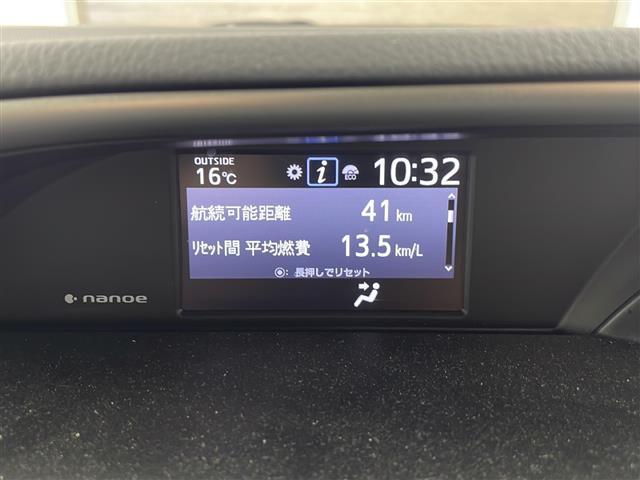 OUTSIDE
16℃ i ECO 10:32
航続可能距離 41 km
ﾘｾｯﾄ間 平均燃費 13.5 km/L
◉: 長押しでリセット
nanoe